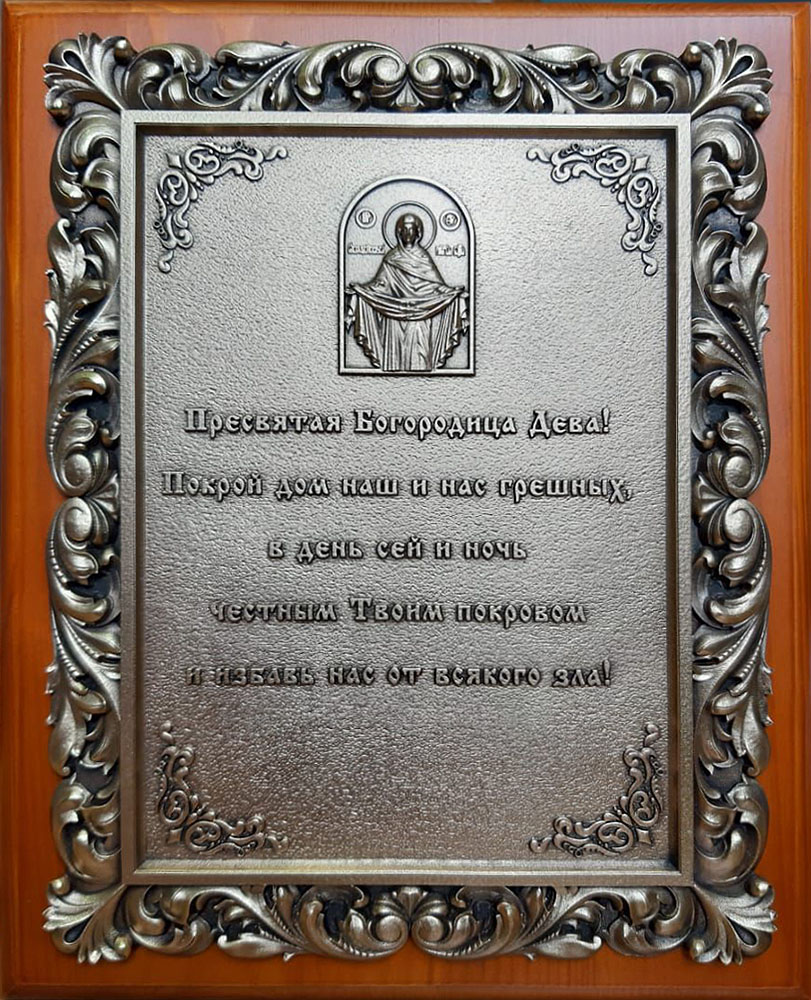 Пресвятая Богородица Дева!
Покрой дом наш и нас грешных,
в день сей и ночь
честным Твоим покровом
и избавь нас от всякого зла!